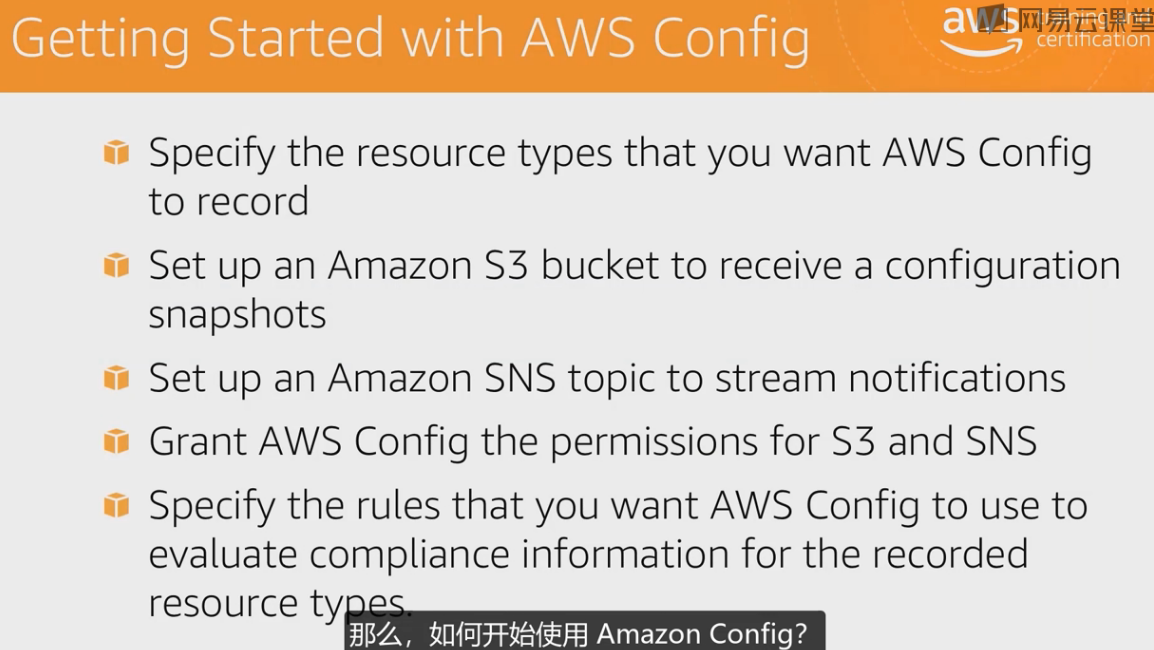 Getting Started with AWS Config
aws training and
certification
网易云课堂
Specify the resource types that you want AWS Config
to record
Set up an Amazon S3 bucket to receive a configuration
snapshots
Set up an Amazon SNS topic to stream notifications
Grant AWS Config the permissions for S3 and SNS
Specify the rules that you want AWS Config to use to
evaluate compliance information for the recorded
resource types.
那么，如何开始使用 Amazon Config？